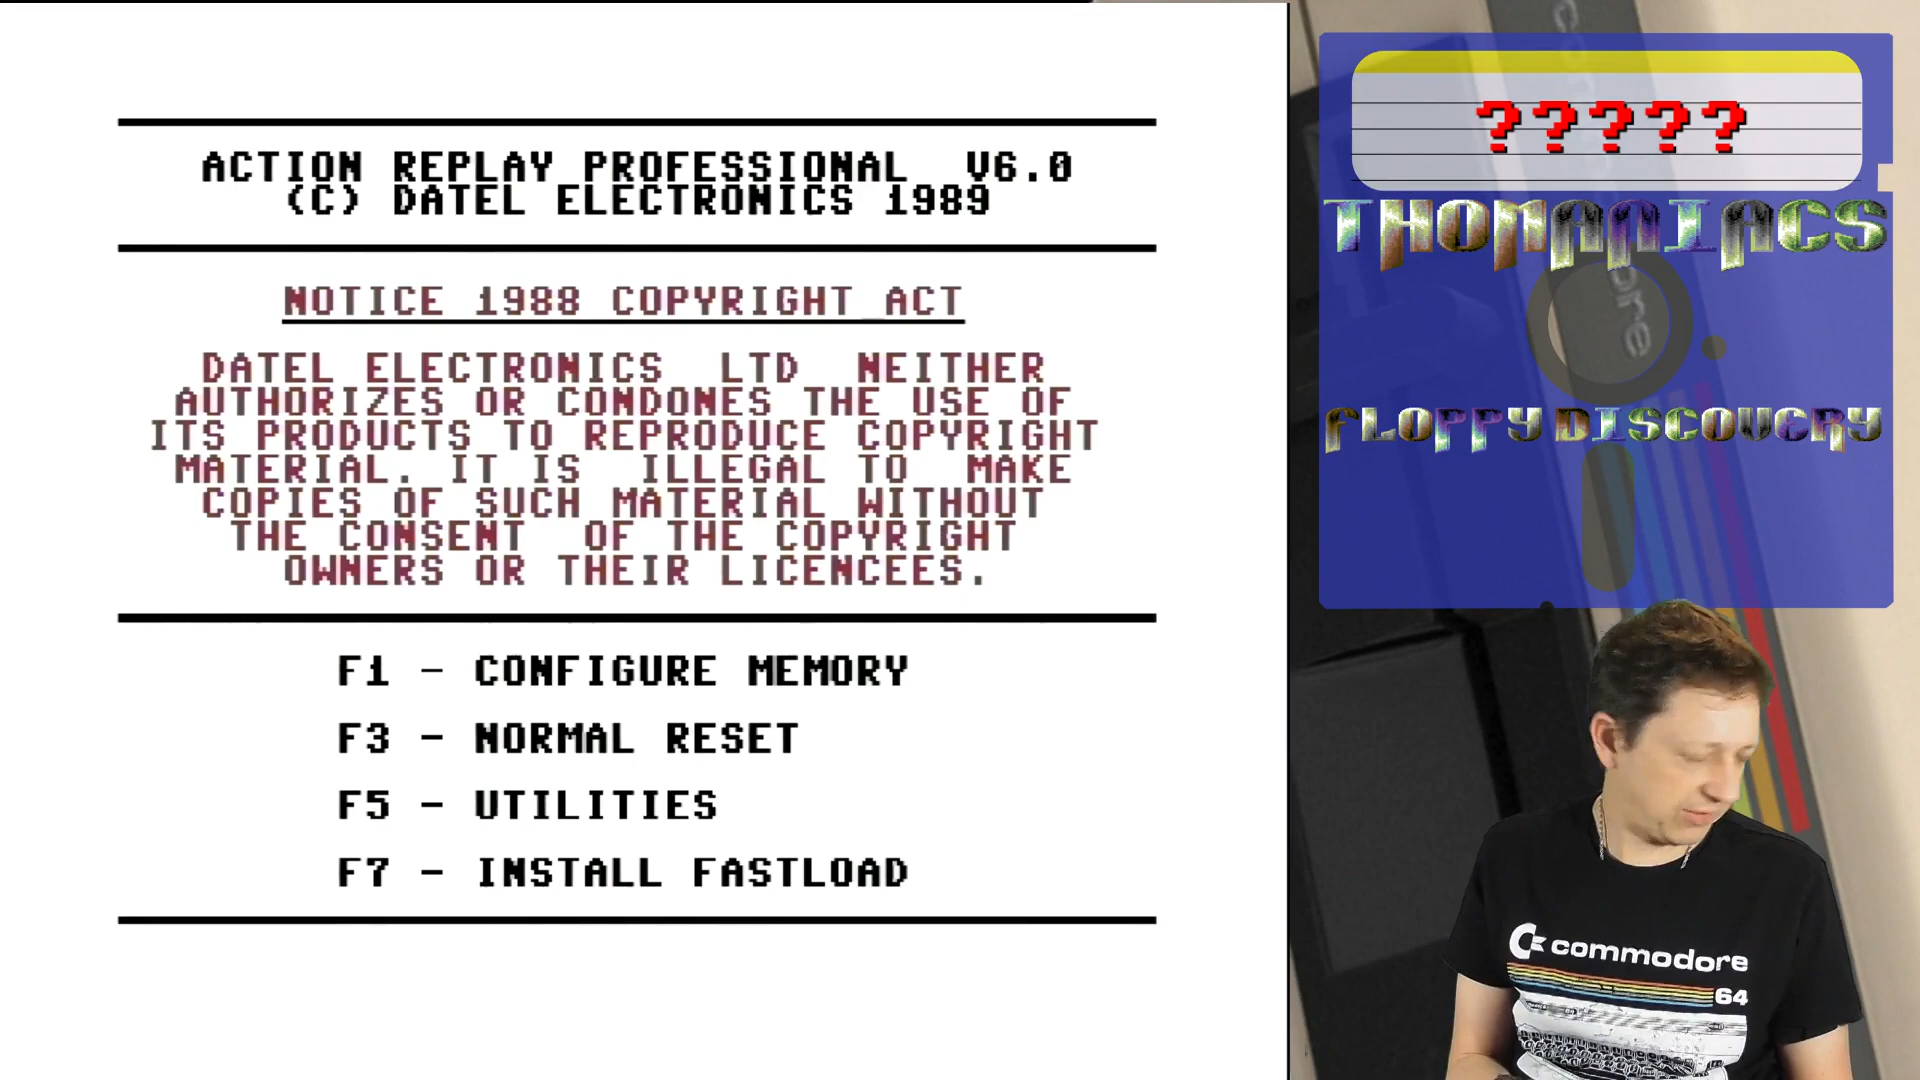 ACTION REPLAY PROFESSIONAL V6.0
(C) DATEL ELECTRONICS 1989
NOTICE 1988 COPYRIGHT ACT
DATEL ELECTRONICS LTD NEITHER
AUTHORIZES OR CONDONES THE USE OF
ITS PRODUCTS TO REPRODUCE COPYRIGHT
MATERIAL. IT IS ILLEGAL TO MAKE
COPIES OF SUCH MATERIAL WITHOUT
THE CONSENT OF THE COPYRIGHT
OWNERS OR THEIR LICENCEES.
F1 - CONFIGURE MEMORY
F3 - NORMAL RESET
F5 - UTILITIES
F7 - INSTALL FASTLOAD
?????
THOMANIACS
FLOPPY DISCOVERY
commodore
64